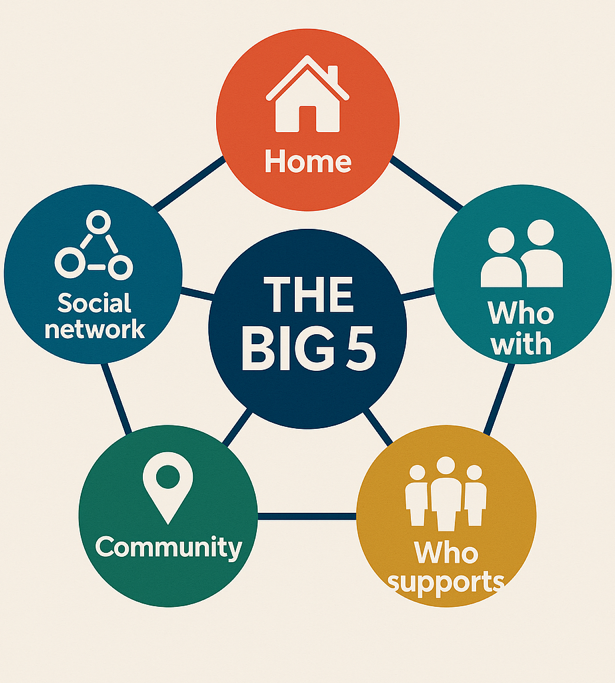 Home
Social
network
THE
BIG 5
Who
with
Community
Who
supports